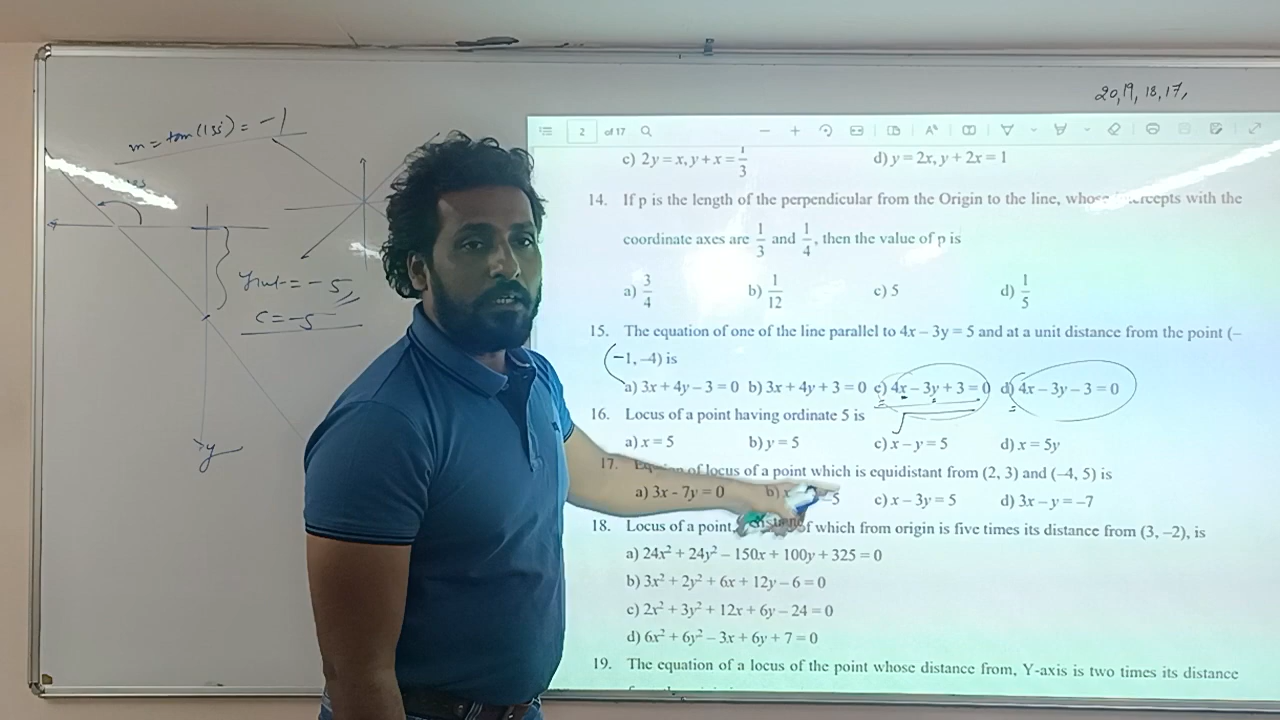 20,19, 18,17,
m = tan(135) = -1
Yint = -5
C = -5
y
2 of 17
c) 2y = x, y + x = 1/3 d) y = 2x, y + 2x = 1
14. If p is the length of the perpendicular from the Origin to the line, whose intercepts with the
coordinate axes are 1/3 and 1/4, then the value of p is
a) 3/4 b) 1/12 c) 5 d) 1/5
15. The equation of one of the line parallel to 4x – 3y = 5 and at a unit distance from the point (–
–1, –4) is
a) 3x + 4y – 3 = 0 b) 3x + 4y + 3 = 0 c) 4x – 3y + 3 = 0 d) 4x – 3y – 3 = 0
16. Locus of a point having ordinate 5 is
a) x = 5 b) y = 5 c) x – y = 5 d) x = 5y
17. of locus of a point which is equidistant from (2, 3) and (–4, 5) is
a) 3x - 7y = 0 b) x –5 c) x – 3y = 5 d) 3x – y = –7
18. Locus of a point, distance of which from origin is five times its distance from (3, –2), is
a) 24x² + 24y² – 150x + 100y + 325 = 0
b) 3x² + 2y² + 6x + 12y – 6 = 0
c) 2x² + 3y² + 12x + 6y – 24 = 0
d) 6x² + 6y² – 3x + 6y + 7 = 0
19. The equation of a locus of the point whose distance from, Y-axis is two times its distance